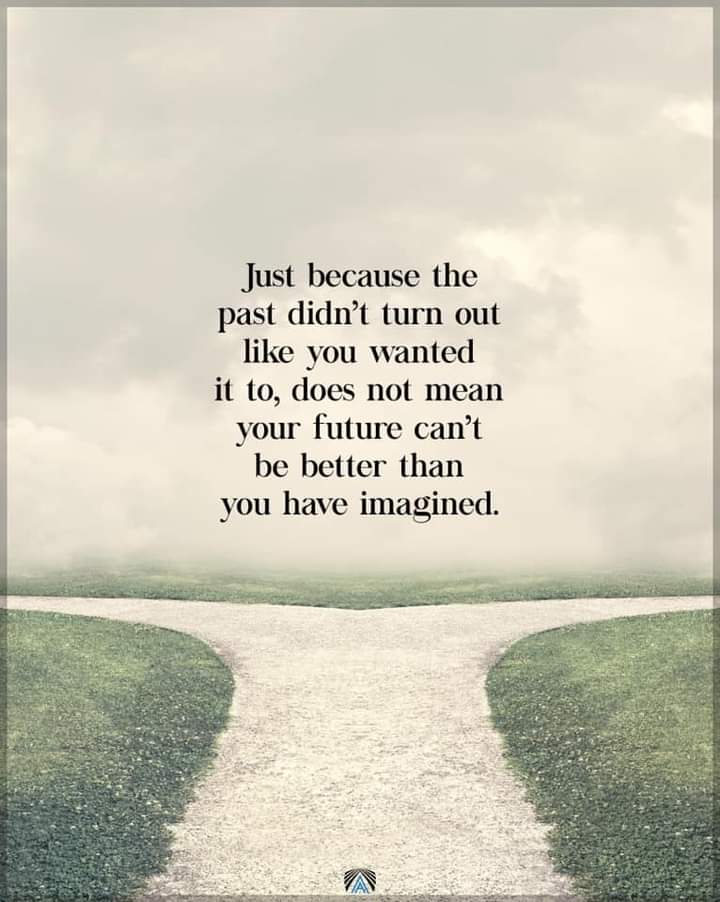 Just because the
past didn’t turn out
like you wanted
it to, does not mean
your future can’t
be better than
you have imagined.